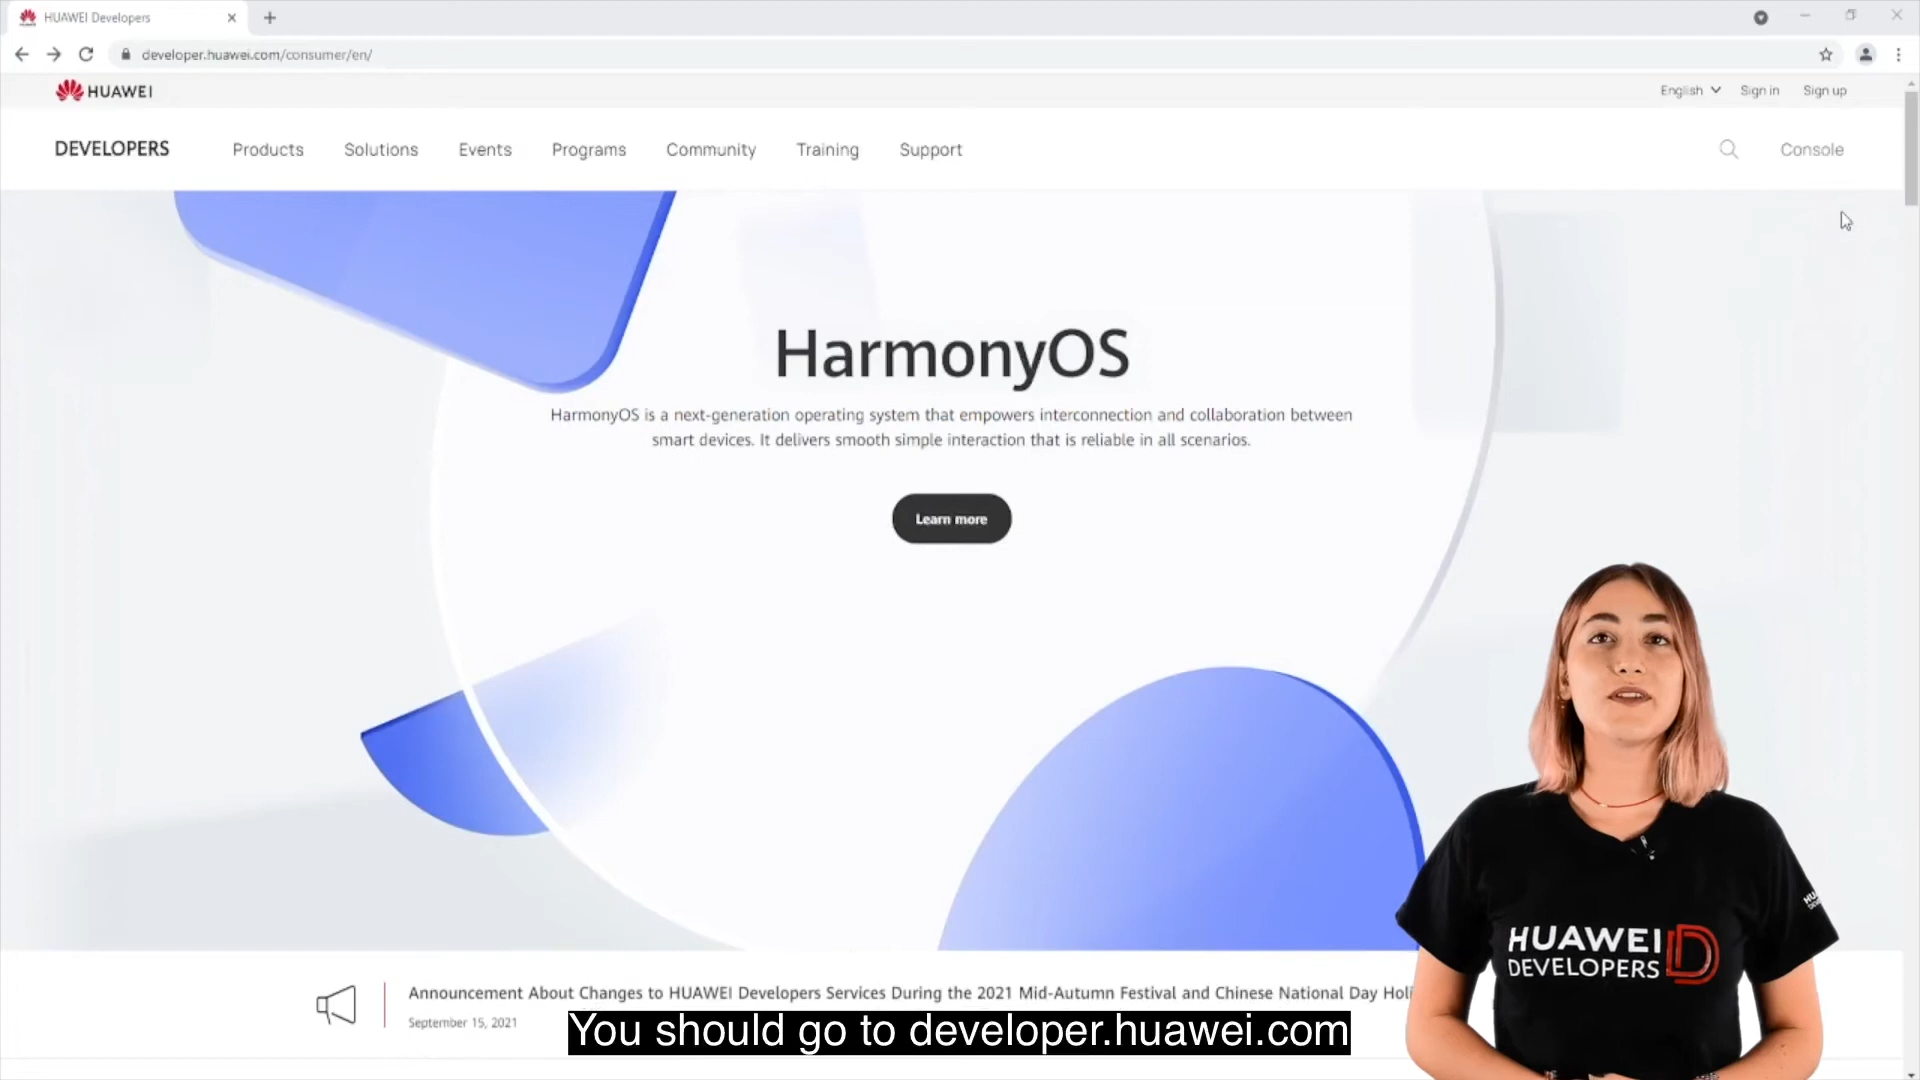 HUAWEI Developers
developer.huawei.com/consumer/en/
HUAWEI
English Sign in Sign up
DEVELOPERS Products Solutions Events Programs Community Training Support Console
HarmonyOS
HarmonyOS is a next-generation operating system that empowers interconnection and collaboration between
smart devices. It delivers smooth simple interaction that is reliable in all scenarios.
Learn more
HUAWEI
DEVELOPERS
Announcement About Changes to HUAWEI Developers Services During the 2021 Mid-Autumn Festival and Chinese National Day Holi
September 15, 2021
You should go to developer.huawei.com